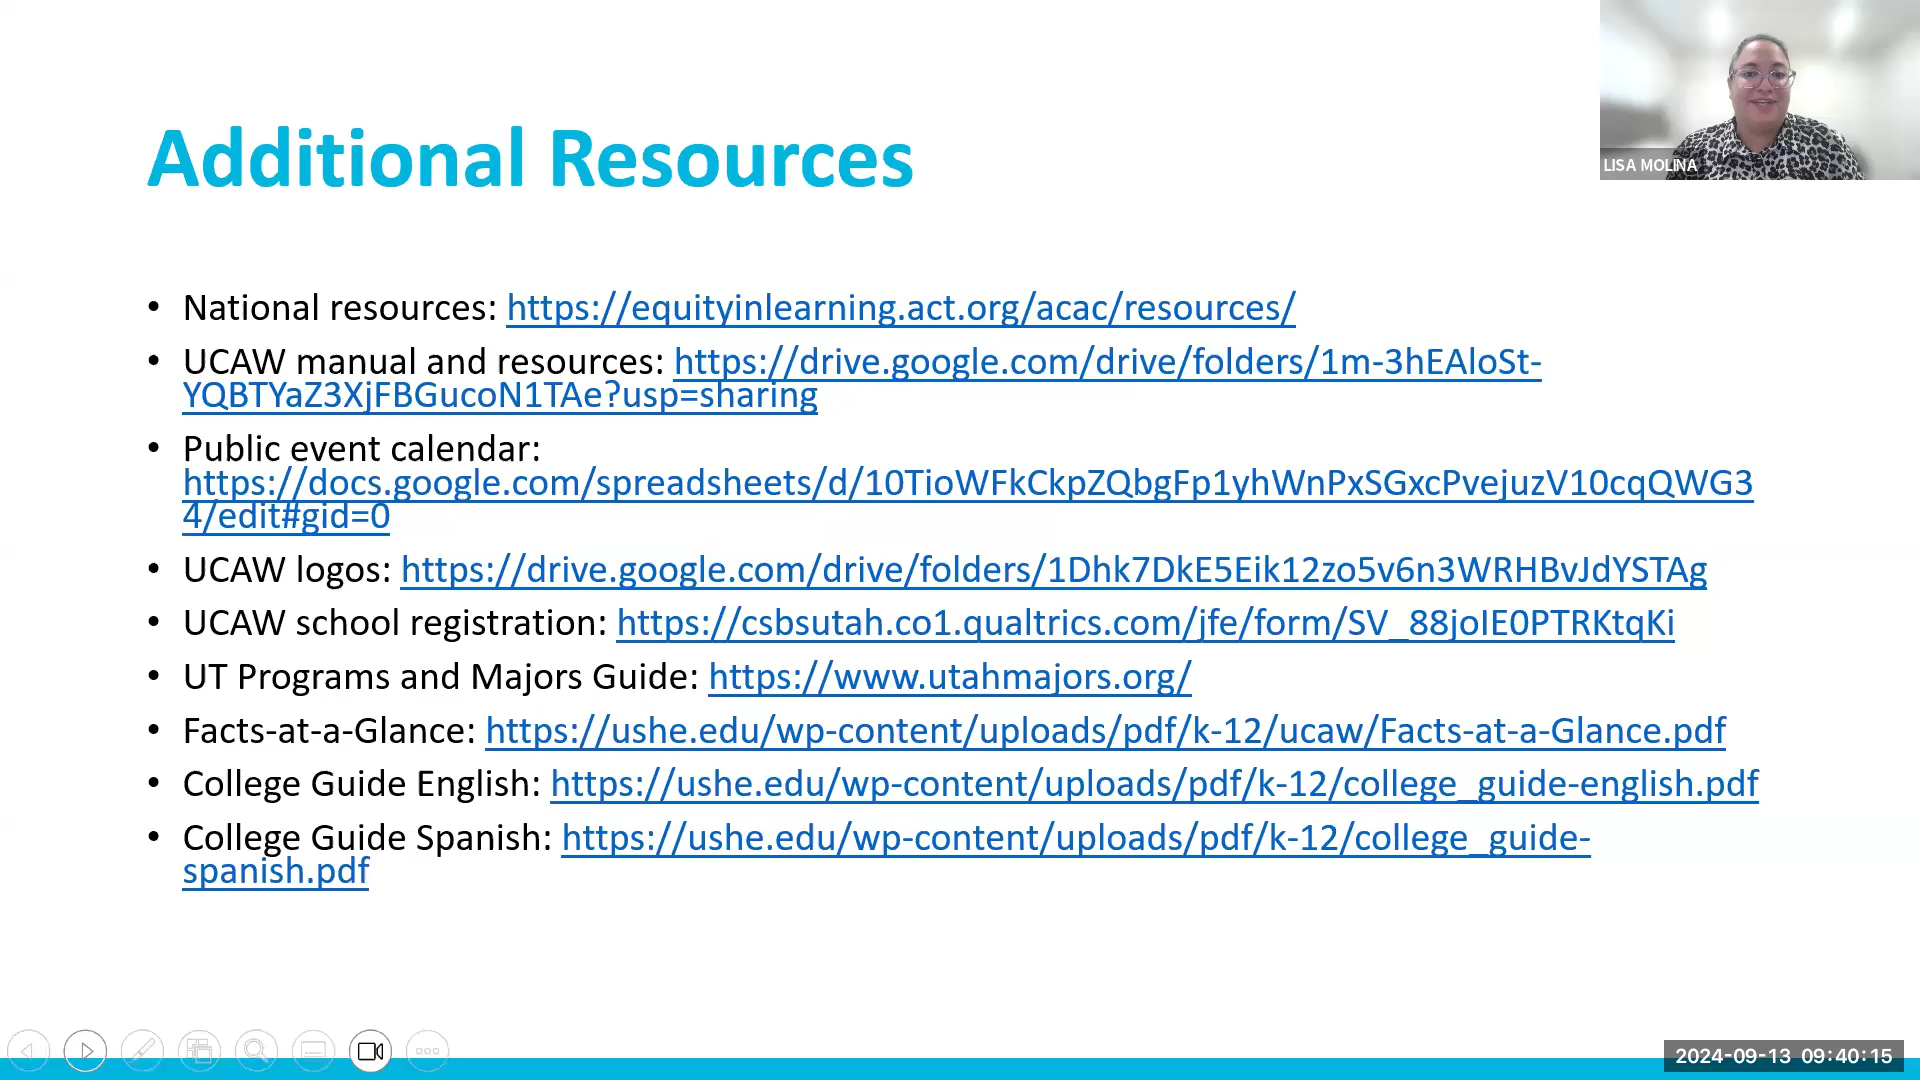 LISA MOLINA
Additional Resources
• National resources: https://equityinlearning.act.org/acac/resources/
• UCAW manual and resources: https://drive.google.com/drive/folders/1m-3hEAloSt-
YQBTYaZ3XjFBGucoN1TAe?usp=sharing
• Public event calendar:
https://docs.google.com/spreadsheets/d/10TioWFkCkpZQbgFp1yhWnPxSGxcPvejuzV10cqQWG3
4/edit#gid=0
• UCAW logos: https://drive.google.com/drive/folders/1Dhk7DkE5Eik12zo5v6n3WRHBvJdYSTAg
• UCAW school registration: https://csbsutah.co1.qualtrics.com/jfe/form/SV_88joIE0PTRKtqKi
• UT Programs and Majors Guide: https://www.utahmajors.org/
• Facts-at-a-Glance: https://ushe.edu/wp-content/uploads/pdf/k-12/ucaw/Facts-at-a-Glance.pdf
• College Guide English: https://ushe.edu/wp-content/uploads/pdf/k-12/college_guide-english.pdf
• College Guide Spanish: https://ushe.edu/wp-content/uploads/pdf/k-12/college_guide-
spanish.pdf
2024-09-13 09:40:15